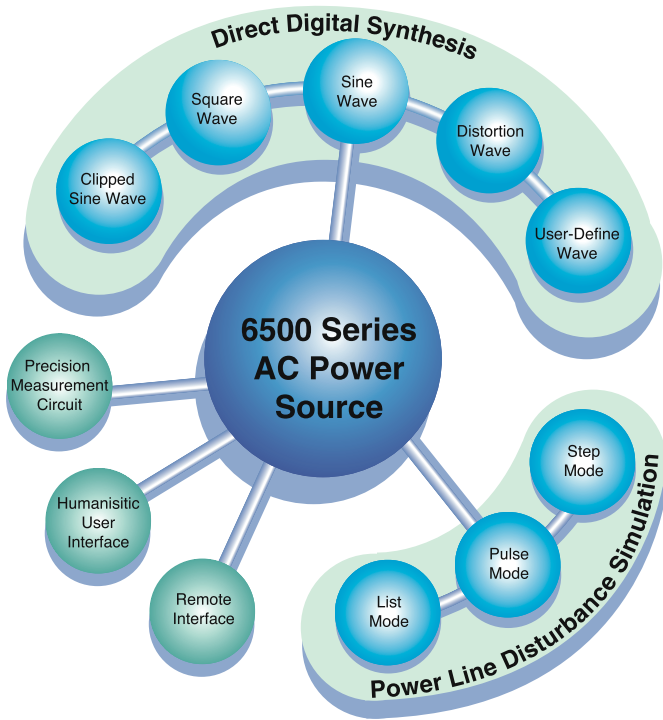 Direct Digital Synthesis
Clipped
Sine Wave
Square
Wave
Sine
Wave
Distortion
Wave
User-Define
Wave
6500 Series
AC Power
Source
Precision
Measurement
Circuit
Humanisitic
User
Interface
Remote
Interface
List
Mode
Pulse
Mode
Step
Mode
Power Line Disturbance Simulation